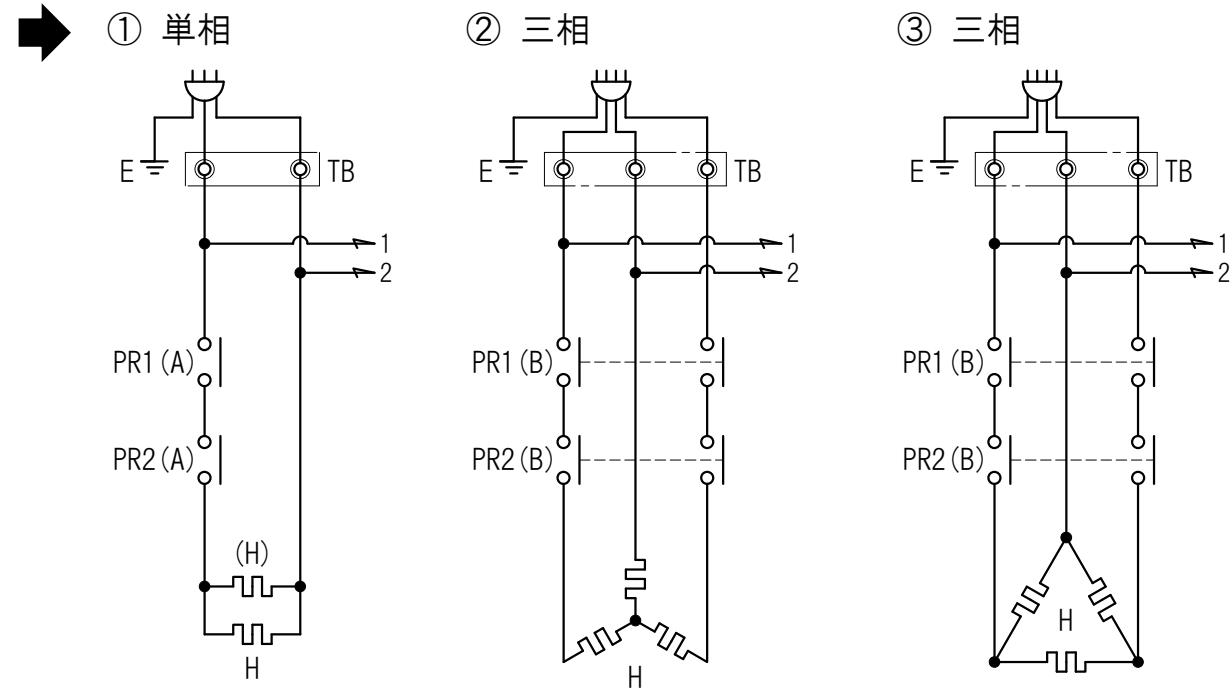 ① 単相
② 三相
③ 三相
E
TB
E
TB
E
TB
1
2
1
2
1
2
PR1(A)
PR1(B)
PR1(B)
PR2(A)
PR2(B)
PR2(B)
(H)
H
H
H